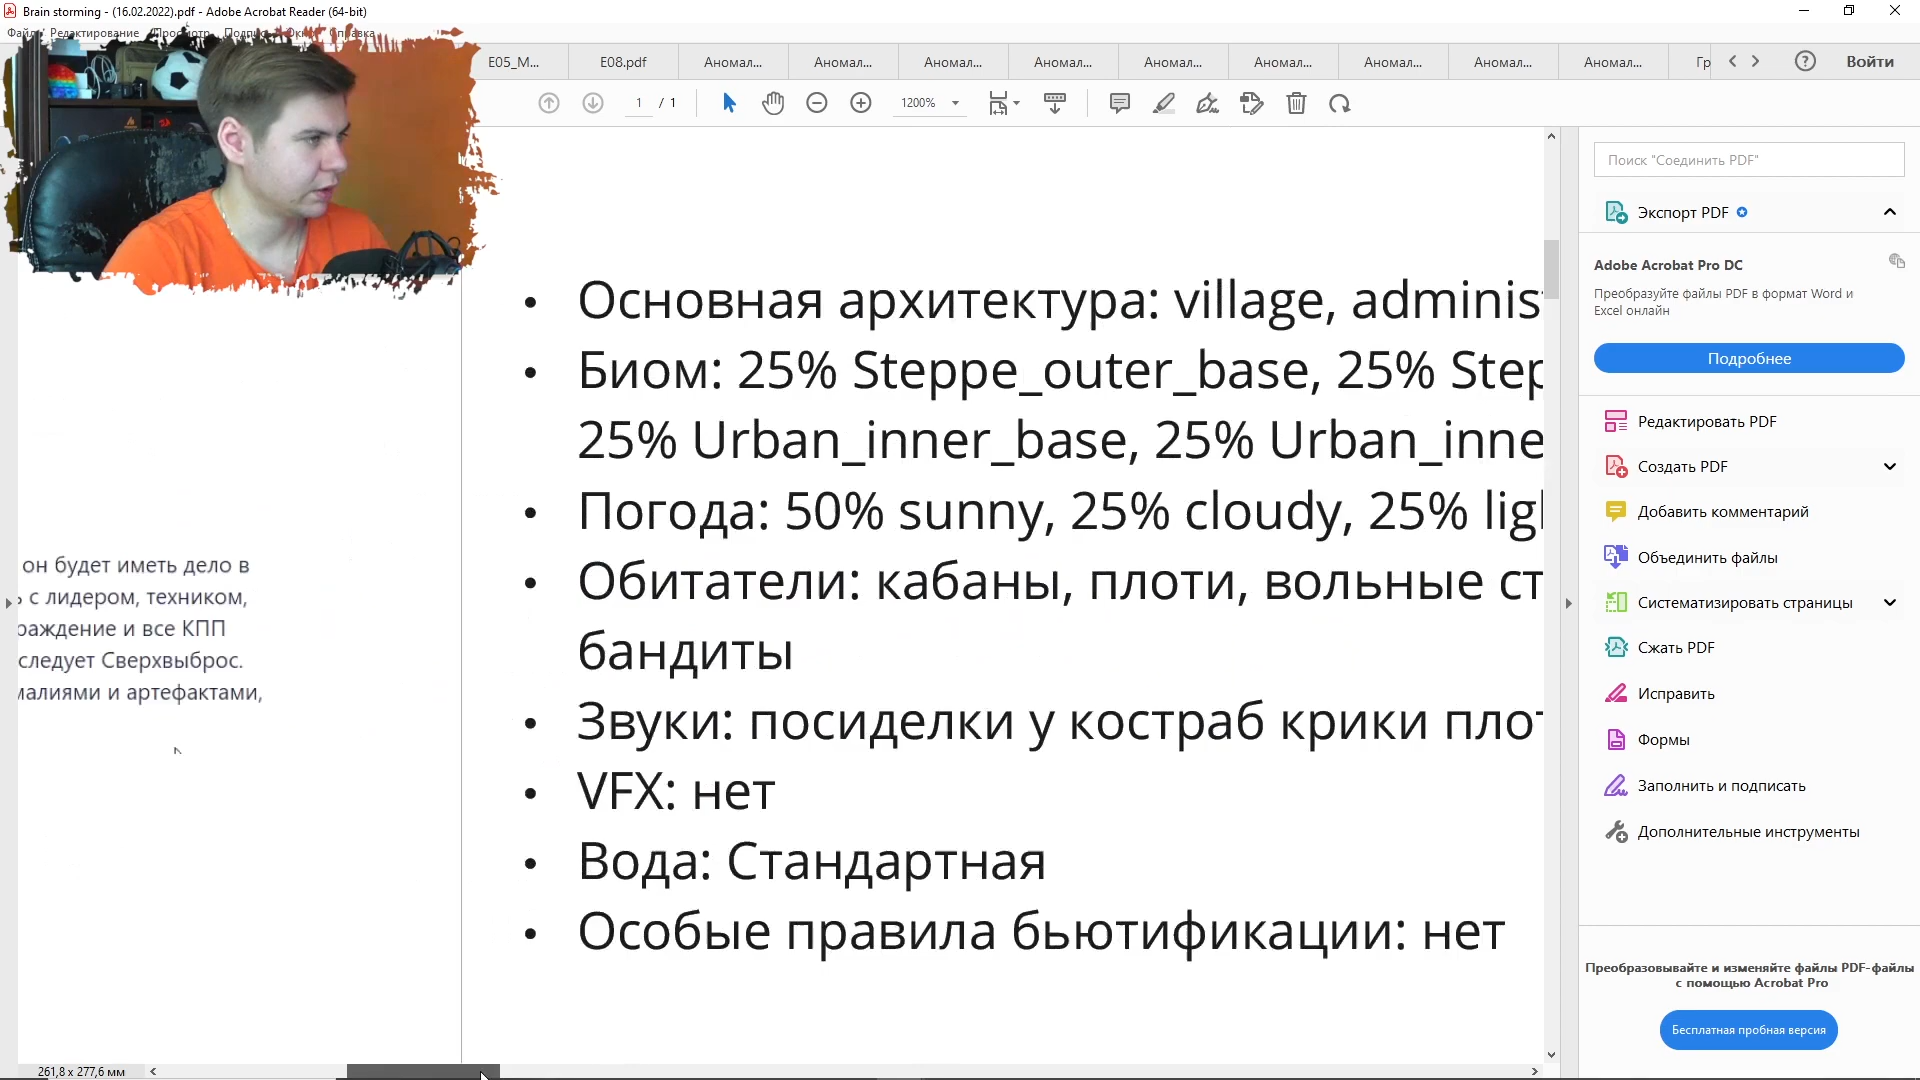 Brain storming - (16.02.2022).pdf - Adobe Acrobat Reader (64-bit)
Редактирование
E05_M...
E08.pdf
Аномал...
Аномал...
Аномал...
Аномал...
Аномал...
Аномал...
Аномал...
Аномал...
Аномал...
Гр
Войти
1 / 1
1200%
Поиск "Соединить PDF"
Экспорт PDF
Adobe Acrobat Pro DC
Преобразуйте файлы PDF в формат Word и
Excel онлайн
Подробнее
Редактировать PDF
Создать PDF
Добавить комментарий
Объединить файлы
Систематизировать страницы
Сжать PDF
Исправить
Формы
Заполнить и подписать
Дополнительные инструменты
Преобразовывайте и изменяйте файлы PDF-файлы
с помощью Acrobat Pro
Бесплатная пробная версия
он будет иметь дело в
с лидером, техником,
раждение и все КПП
следует Сверхвыброс.
малиями и артефактами,
• Основная архитектура: village, adminis
• Биом: 25% Steppe_outer_base, 25% Step
25% Urban_inner_base, 25% Urban_inne
• Погода: 50% sunny, 25% cloudy, 25% lig
• Обитатели: кабаны, плоти, вольные ст
бандиты
• Звуки: посиделки у костраб крики пло
• VFX: нет
• Вода: Стандартная
• Особые правила бьютификации: нет
261,8 x 277,6 мм